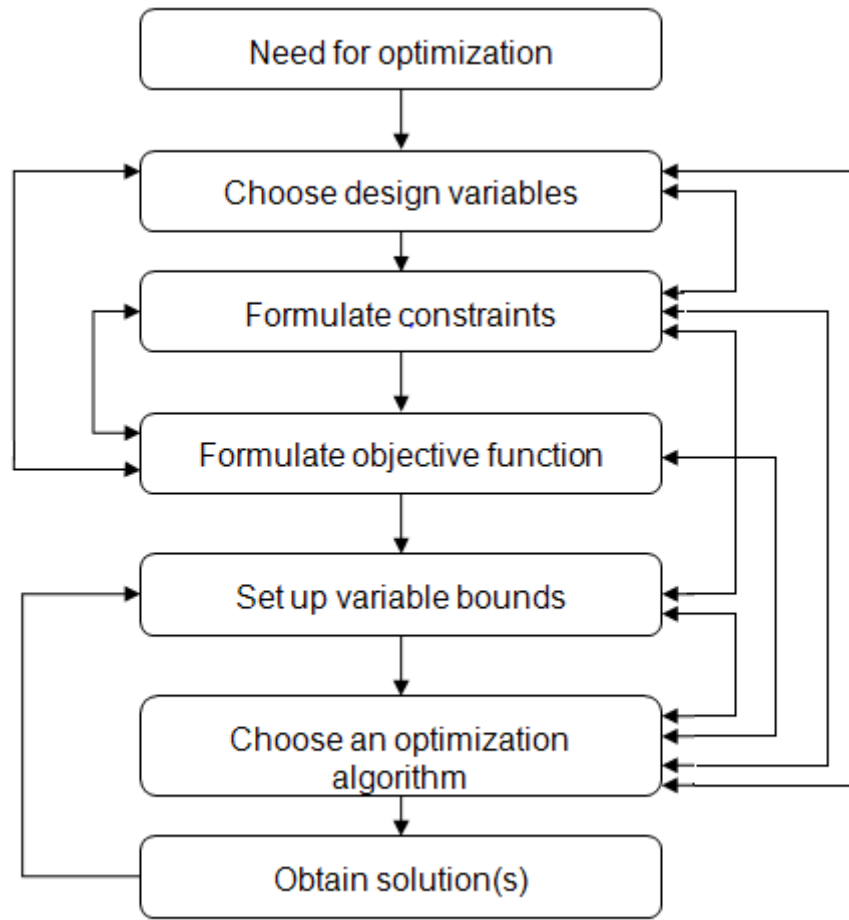 Need for optimization
Choose design variables
Formulate constraints
Formulate objective function
Set up variable bounds
Choose an optimization
algorithm
Obtain solution(s)